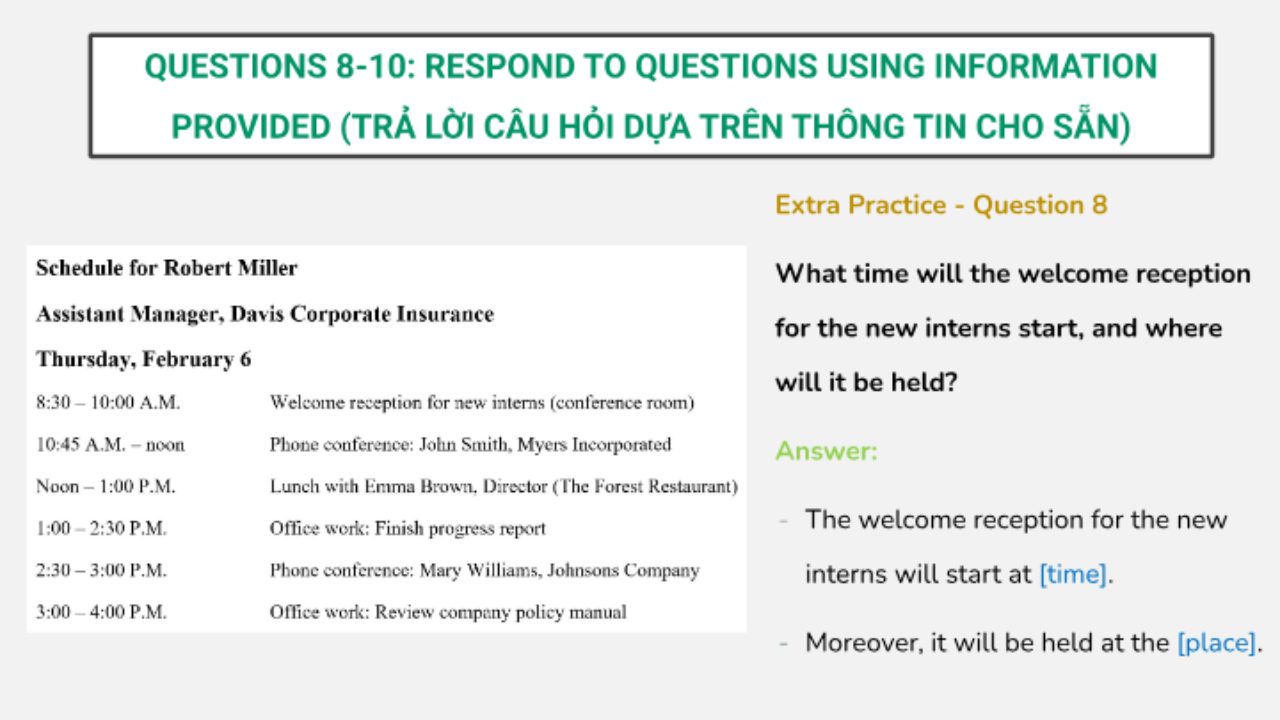 QUESTIONS 8-10: RESPOND TO QUESTIONS USING INFORMATION
PROVIDED (TRẢ LỜI CÂU HỎI DỰA TRÊN THÔNG TIN CHO SẴN)
Schedule for Robert Miller
Assistant Manager, Davis Corporate Insurance
Thursday, February 6
8:30 – 10:00 A.M. Welcome reception for new interns (conference room)
10:45 A.M. – noon Phone conference: John Smith, Myers Incorporated
Noon – 1:00 P.M. Lunch with Emma Brown, Director (The Forest Restaurant)
1:00 – 2:30 P.M. Office work: Finish progress report
2:30 – 3:00 P.M. Phone conference: Mary Williams, Johnsons Company
3:00 – 4:00 P.M. Office work: Review company policy manual
Extra Practice - Question 8
What time will the welcome reception
for the new interns start, and where
will it be held?
Answer:
- The welcome reception for the new
interns will start at [time].
- Moreover, it will be held at the [place].